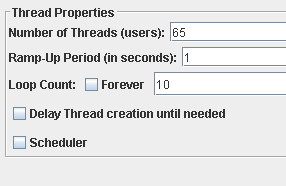 Thread Properties
Number of Threads (users): 65
Ramp-Up Period (in seconds): 1
Loop Count: Forever 10
Delay Thread creation until needed
Scheduler